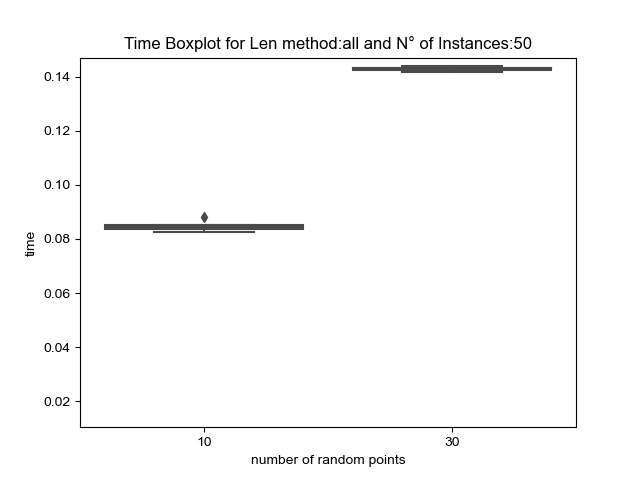 Time Boxplot for Len method:all and N° of Instances:50
0.14
0.12
0.10
0.08
0.06
0.04
0.02
time
10 30
number of random points